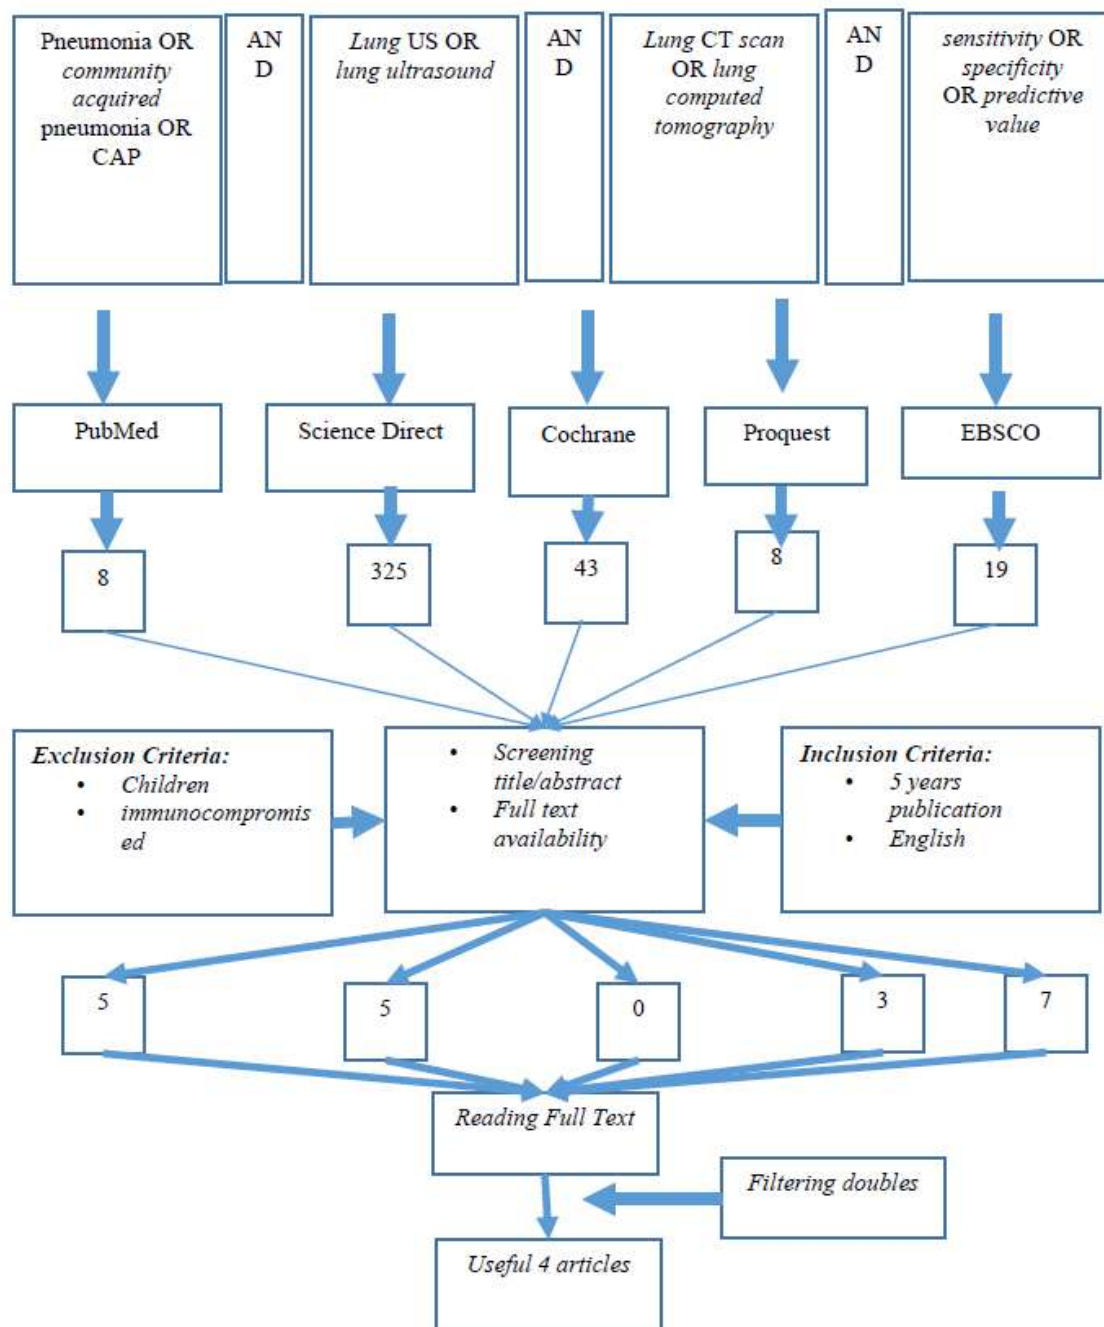 Pneumonia OR
community
acquired
pneumonia OR
CAP
AN
D
Lung US OR
lung ultrasound
AN
D
Lung CT scan
OR lung
computed
tomography
AN
D
sensitivity OR
specificity
OR predictive
value
PubMed
Science Direct
Cochrane
Proquest
EBSCO
8
325
43
8
19
Exclusion Criteria:
• Children
• immunocompromis
ed
• Screening
title/abstract
• Full text
availability
Inclusion Criteria:
• 5 years
publication
• English
5
5
0
3
7
Reading Full Text
Filtering doubles
Useful 4 articles